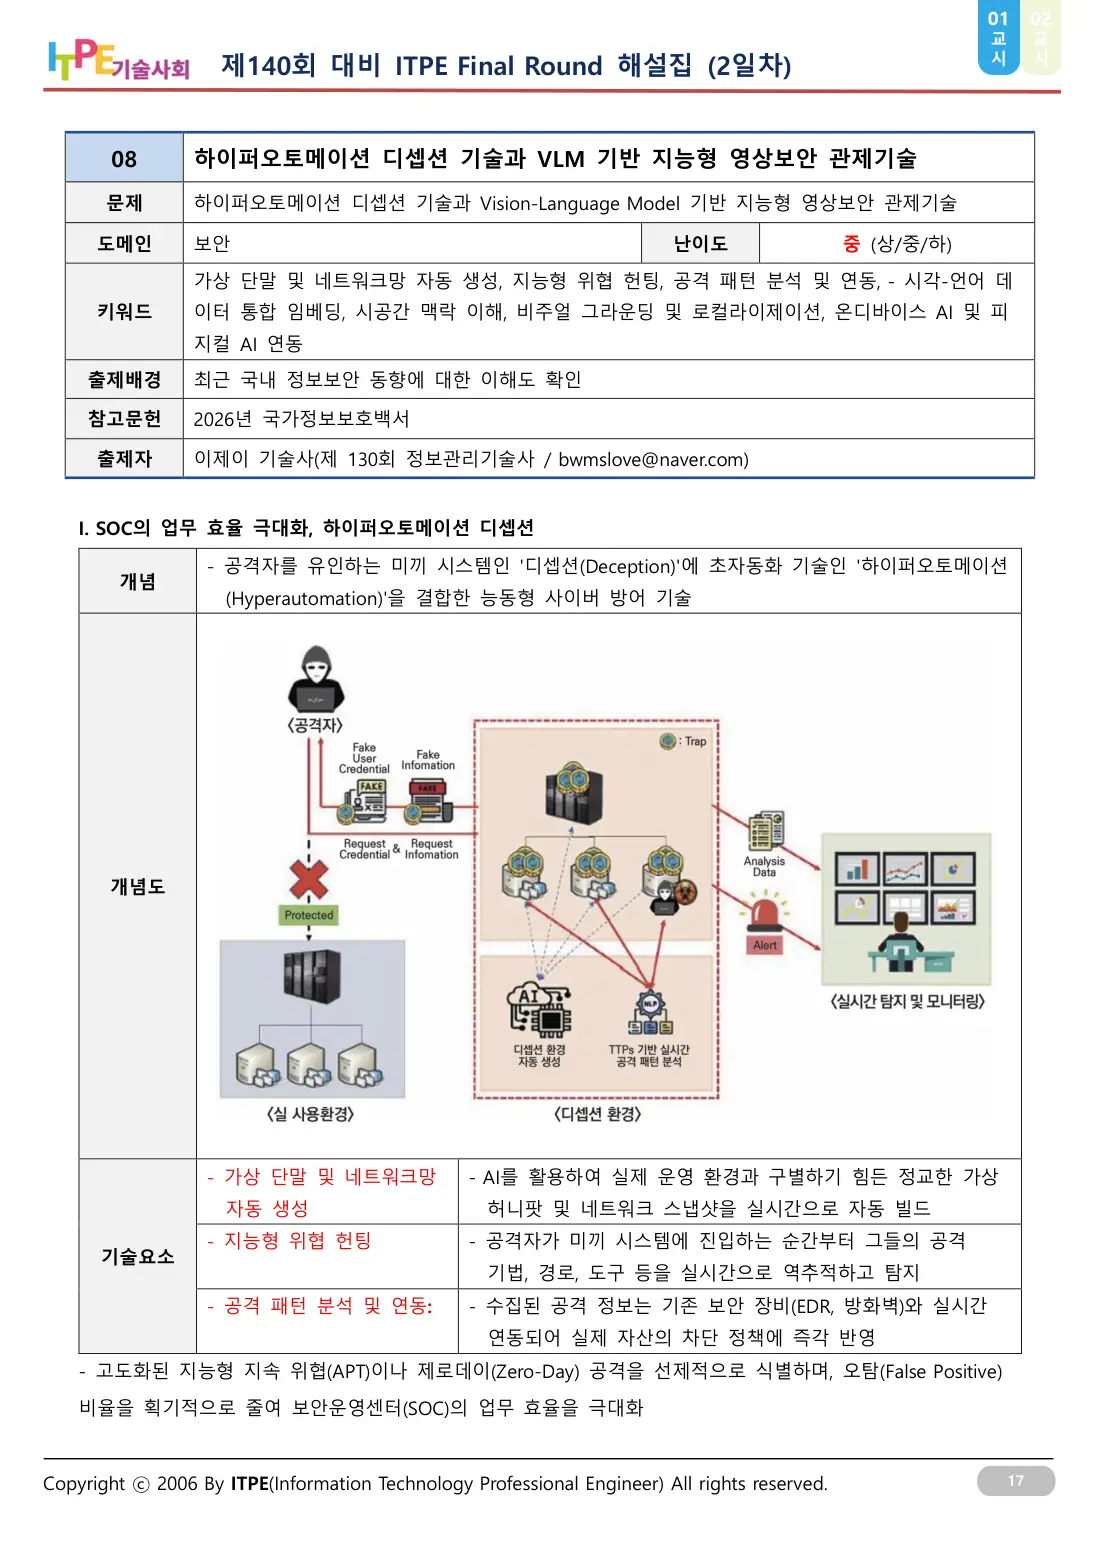 01
교
시
02
교
시
ITPE기술사회
제140회 대비 ITPE Final Round 해설집 (2일차)
08
하이퍼오토메이션 디셉션 기술과 VLM 기반 지능형 영상보안 관제기술
문제
하이퍼오토메이션 디셉션 기술과 Vision-Language Model 기반 지능형 영상보안 관제기술
도메인
보안
난이도
중 (상/중/하)
키워드
가상 단말 및 네트워크망 자동 생성, 지능형 위협 헌팅, 공격 패턴 분석 및 연동, - 시각-언어 데
이터 통합 임베딩, 시공간 맥락 이해, 비주얼 그라운딩 및 로컬라이제이션, 온디바이스 AI 및 피
지컬 AI 연동
출제배경
최근 국내 정보보안 동향에 대한 이해도 확인
참고문헌
2026년 국가정보보호백서
출제자
이제이 기술사(제 130회 정보관리기술사 / bwmslove@naver.com)
I. SOC의 업무 효율 극대화, 하이퍼오토메이션 디셉션
개념
- 공격자를 유인하는 미끼 시스템인 '디셉션(Deception)'에 초자동화 기술인 '하이퍼오토메이션
(Hyperautomation)'을 결합한 능동형 사이버 방어 기술
개념도
〈공격자〉
Fake
User
Credential
Fake
Infomation
FAKE
FAKE
Request
Credential
&
Request
Infomation
Protected
〈실 사용환경〉
: Trap
AI
디셉션 환경
자동 생성
NLP
TTPs 기반 실시간
공격 패턴 분석
〈디셉션 환경〉
Analysis
Data
Alert
〈실시간 탐지 및 모니터링〉
기술요소
- 가상 단말 및 네트워크망
자동 생성
- AI를 활용하여 실제 운영 환경과 구별하기 힘든 정교한 가상
허니팟 및 네트워크 스냅샷을 실시간으로 자동 빌드
- 지능형 위협 헌팅
- 공격자가 미끼 시스템에 진입하는 순간부터 그들의 공격
기법, 경로, 도구 등을 실시간으로 역추적하고 탐지
- 공격 패턴 분석 및 연동:
- 수집된 공격 정보는 기존 보안 장비(EDR, 방화벽)와 실시간
연동되어 실제 자산의 차단 정책에 즉각 반영
- 고도화된 지능형 지속 위협(APT)이나 제로데이(Zero-Day) 공격을 선제적으로 식별하며, 오탐(False Positive)
비율을 획기적으로 줄여 보안운영센터(SOC)의 업무 효율을 극대화
Copyright ⓒ 2006 By ITPE(Information Technology Professional Engineer) All rights reserved.
17